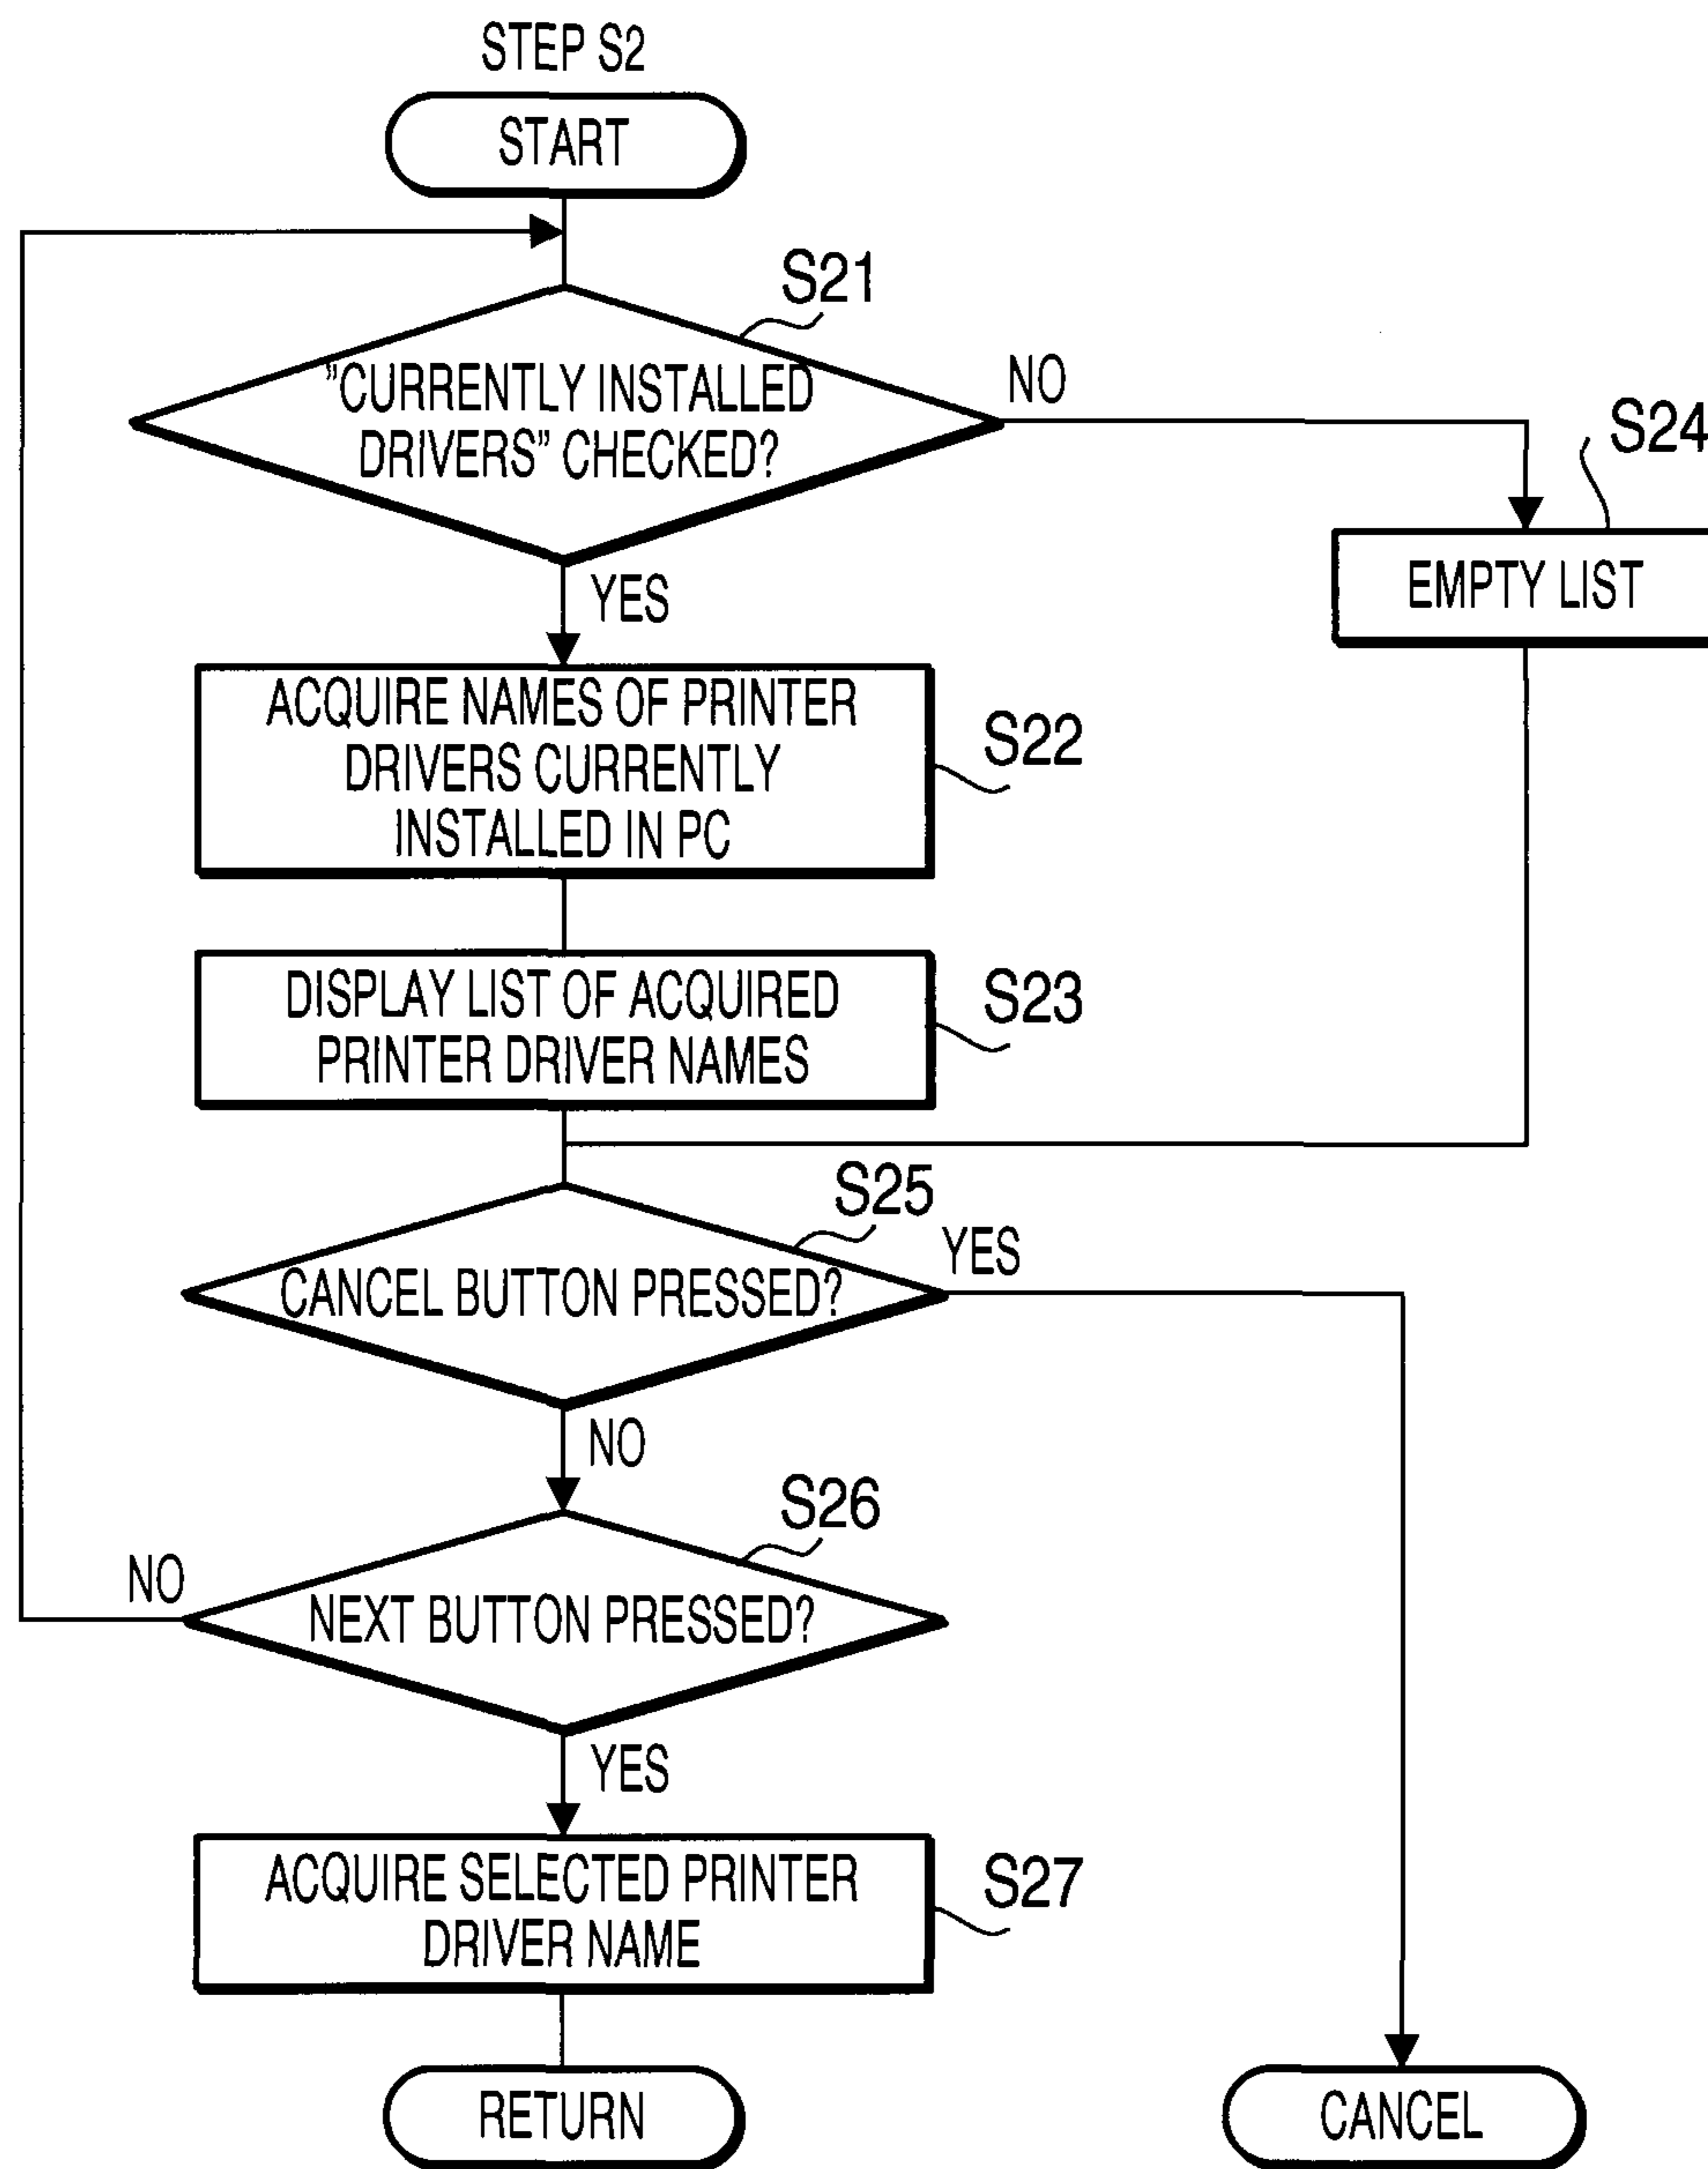 STEP S2
START
S21
"CURRENTLY INSTALLED
DRIVERS" CHECKED?
NO
S24
EMPTY LIST
YES
ACQUIRE NAMES OF PRINTER
DRIVERS CURRENTLY
INSTALLED IN PC
S22
DISPLAY LIST OF ACQUIRED
PRINTER DRIVER NAMES
S23
S25
YES
CANCEL BUTTON PRESSED?
NO
S26
NO
NEXT BUTTON PRESSED?
YES
ACQUIRE SELECTED PRINTER
DRIVER NAME
S27
RETURN
CANCEL